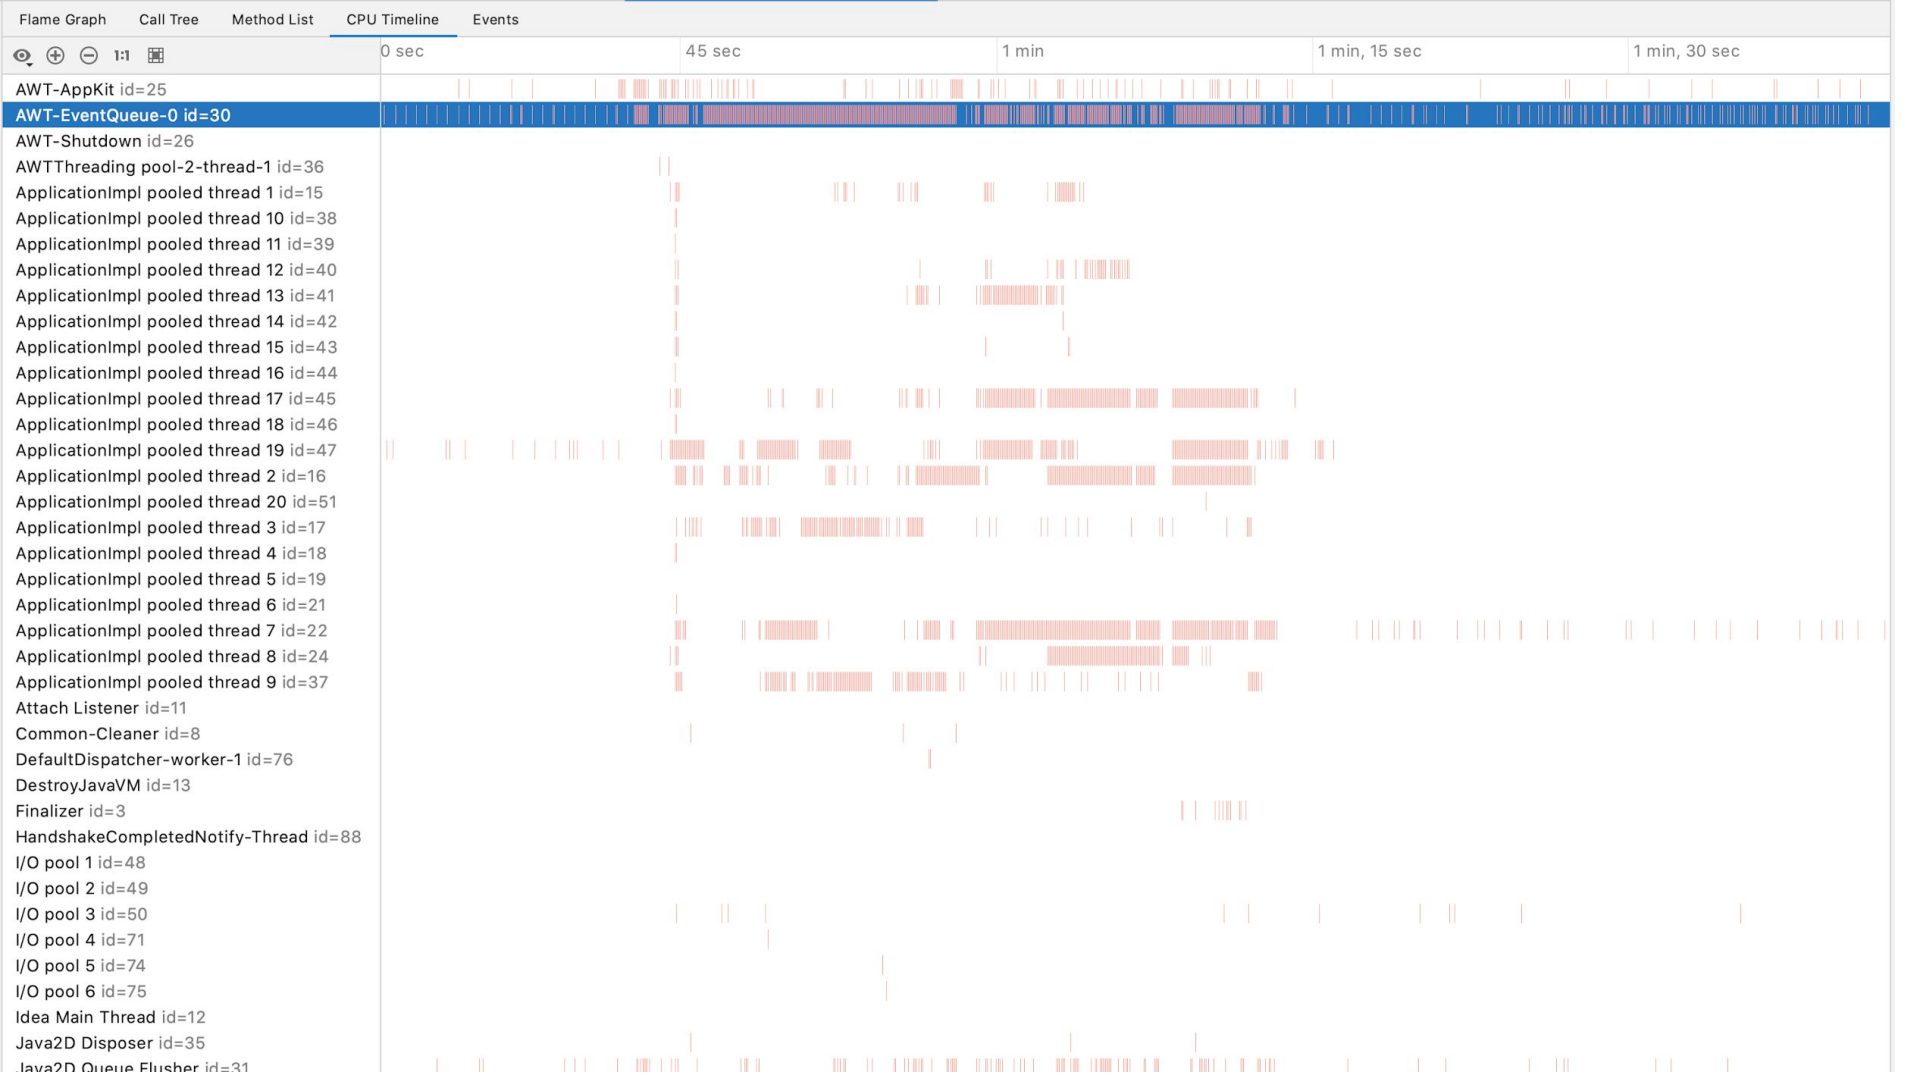 Flame Graph Call Tree Method List CPU Timeline Events
1:1 0 sec 45 sec 1 min 1 min, 15 sec 1 min, 30 sec
AWT-AppKit id=25
AWT-EventQueue-0 id=30
AWT-Shutdown id=26
AWTThreading pool-2-thread-1 id=36
ApplicationImpl pooled thread 1 id=15
ApplicationImpl pooled thread 10 id=38
ApplicationImpl pooled thread 11 id=39
ApplicationImpl pooled thread 12 id=40
ApplicationImpl pooled thread 13 id=41
ApplicationImpl pooled thread 14 id=42
ApplicationImpl pooled thread 15 id=43
ApplicationImpl pooled thread 16 id=44
ApplicationImpl pooled thread 17 id=45
ApplicationImpl pooled thread 18 id=46
ApplicationImpl pooled thread 19 id=47
ApplicationImpl pooled thread 2 id=16
ApplicationImpl pooled thread 20 id=51
ApplicationImpl pooled thread 3 id=17
ApplicationImpl pooled thread 4 id=18
ApplicationImpl pooled thread 5 id=19
ApplicationImpl pooled thread 6 id=21
ApplicationImpl pooled thread 7 id=22
ApplicationImpl pooled thread 8 id=24
ApplicationImpl pooled thread 9 id=37
Attach Listener id=11
Common-Cleaner id=8
DefaultDispatcher-worker-1 id=76
DestroyJavaVM id=13
Finalizer id=3
HandshakeCompletedNotify-Thread id=88
I/O pool 1 id=48
I/O pool 2 id=49
I/O pool 3 id=50
I/O pool 4 id=71
I/O pool 5 id=74
I/O pool 6 id=75
Idea Main Thread id=12
Java2D Disposer id=35
Java2D Queue Flusher id=31